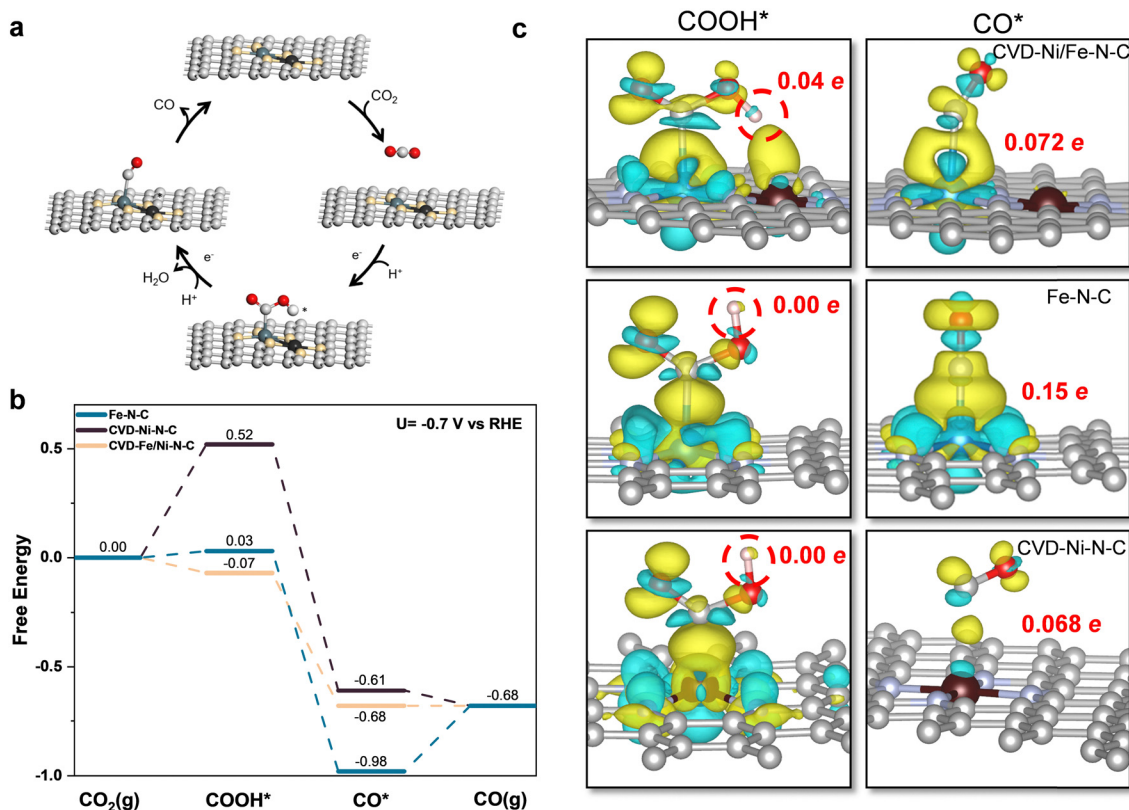 a
CO
CO₂
*
e⁻
H₂O
H⁺
e⁻
H⁺
*
b
Fe-N-C
CVD-Ni-N-C
CVD-Fe/Ni-N-C
U= -0.7 V vs RHE
Free Energy
0.5
0.0
-0.5
-1.0
0.00
0.52
0.03
-0.07
-0.61
-0.68
-0.98
-0.68
CO₂(g)
COOH*
CO*
CO(g)
c
COOH*
CO*
CVD-Ni/Fe-N-C
0.04 e
0.072 e
Fe-N-C
0.00 e
0.15 e
CVD-Ni-N-C
0.00 e
0.068 e